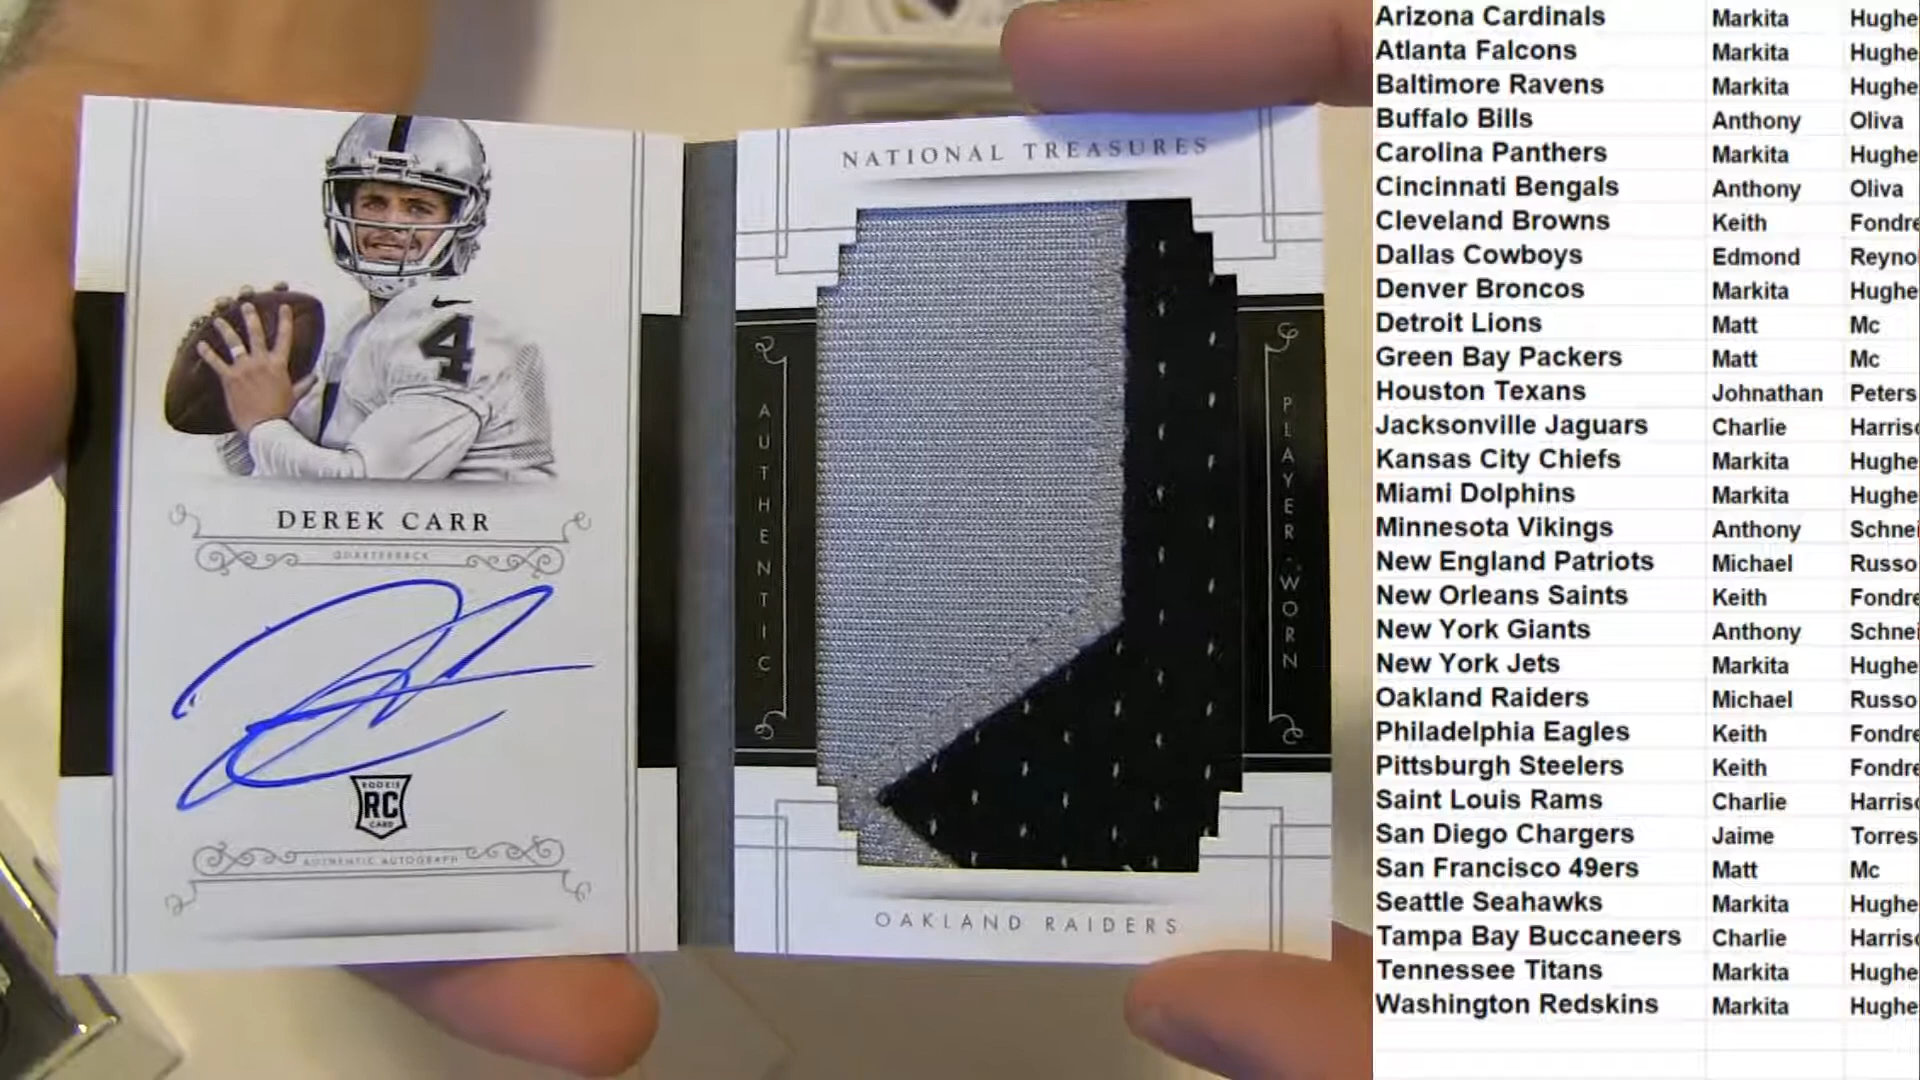 4
DEREK CARR
QUARTERBACK
ROOKIE
RC
CARD
AUTHENTIC AUTOGRAPH
NATIONAL TREASURES
AUTHENTIC
PLAYER-WORN
OAKLAND RAIDERS
Arizona Cardinals Markita Hughe
Atlanta Falcons Markita Hughe
Baltimore Ravens Markita Hughe
Buffalo Bills Anthony Oliva
Carolina Panthers Markita Hughe
Cincinnati Bengals Anthony Oliva
Cleveland Browns Keith Fondre
Dallas Cowboys Edmond Reyno
Denver Broncos Markita Hughe
Detroit Lions Matt Mc
Green Bay Packers Matt Mc
Houston Texans Johnathan Peters
Jacksonville Jaguars Charlie Harriso
Kansas City Chiefs Markita Hughe
Miami Dolphins Markita Hughe
Minnesota Vikings Anthony Schnei
New England Patriots Michael Russo
New Orleans Saints Keith Fondre
New York Giants Anthony Schnei
New York Jets Markita Hughe
Oakland Raiders Michael Russo
Philadelphia Eagles Keith Fondre
Pittsburgh Steelers Keith Fondre
Saint Louis Rams Charlie Harriso
San Diego Chargers Jaime Torres
San Francisco 49ers Matt Mc
Seattle Seahawks Markita Hughe
Tampa Bay Buccaneers Charlie Harriso
Tennessee Titans Markita Hughe
Washington Redskins Markita Hughe